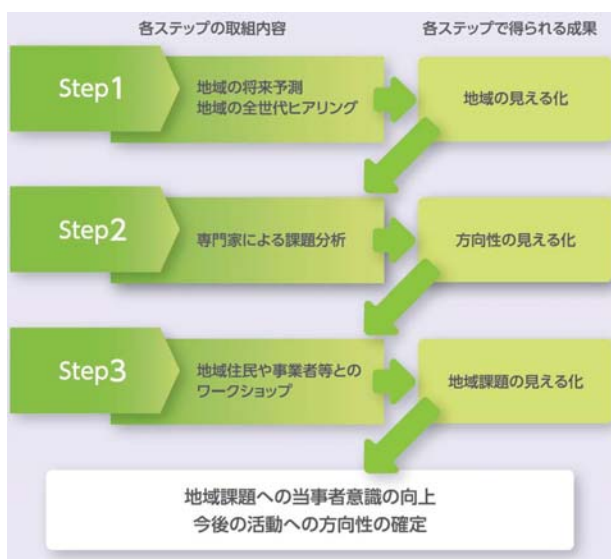 各ステップの取組内容
各ステップで得られる成果
Step1
地域の将来予測
地域の全世代ヒアリング
地域の見える化
Step2
専門家による課題分析
方向性の見える化
Step3
地域住民や事業者等との
ワークショップ
地域課題の見える化
地域課題への当事者意識の向上
今後の活動への方向性の確定